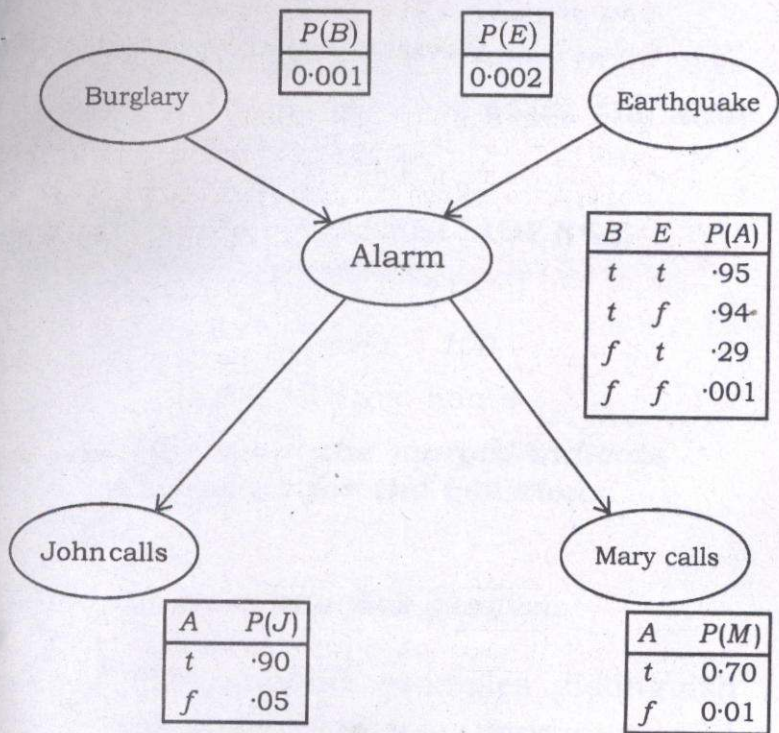 P(B)
0·001
P(E)
0·002
Burglary
Earthquake
Alarm
B E P(A)
t t ·95
t f ·94
f t ·29
f f ·001
John calls
Mary calls
A P(J)
t ·90
f ·05
A P(M)
t 0·70
f 0·01